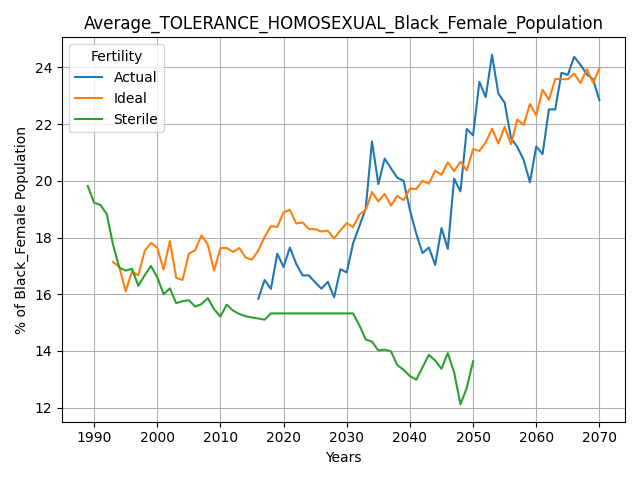 Average_TOLERANCE_HOMOSEXUAL_Black_Female_Population
Fertility
Actual
Ideal
Sterile
% of Black_Female Population
24
22
20
18
16
14
12
1990 2000 2010 2020 2030 2040 2050 2060 2070
Years